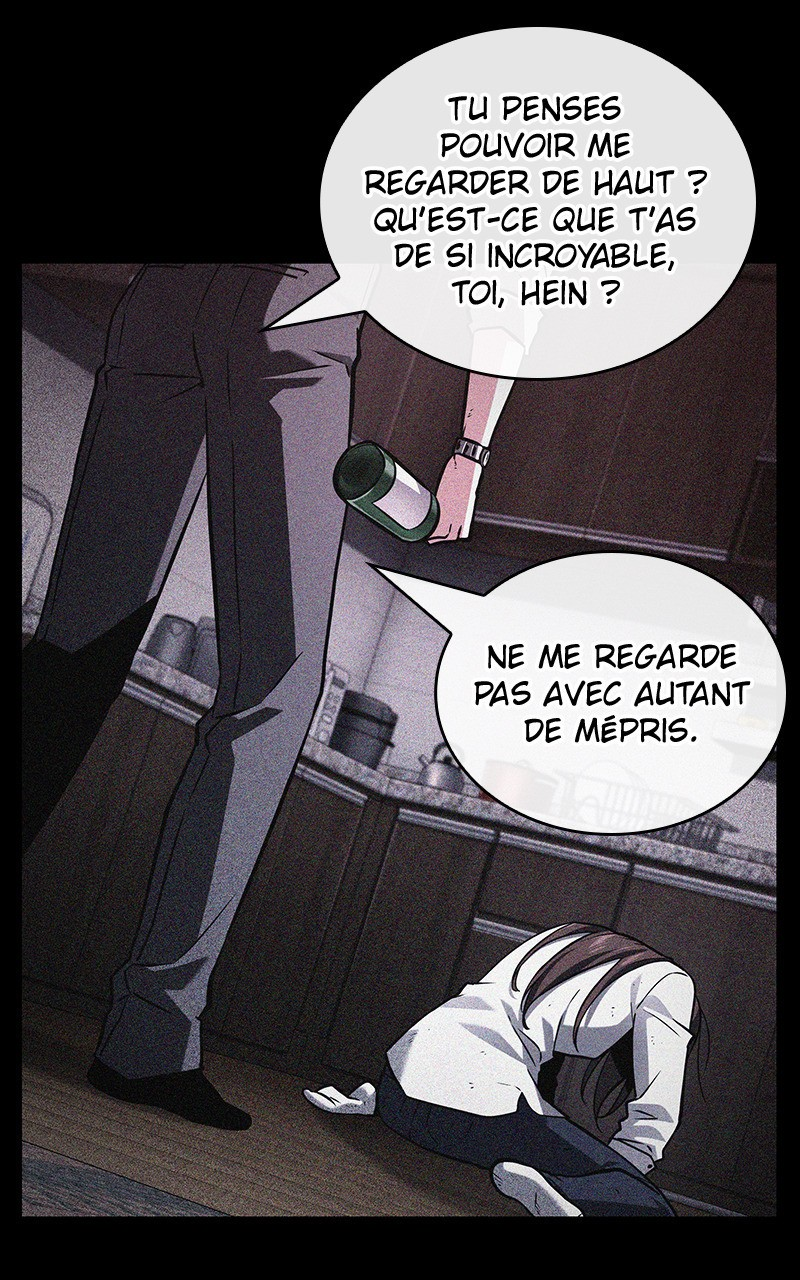 TU PENSES
POUVOIR ME
REGARDER DE HAUT ?
QU'EST-CE QUE T'AS
DE SI INCROYABLE,
TOI, HEIN ?
NE ME REGARDE
PAS AVEC AUTANT
DE MÉPRIS.